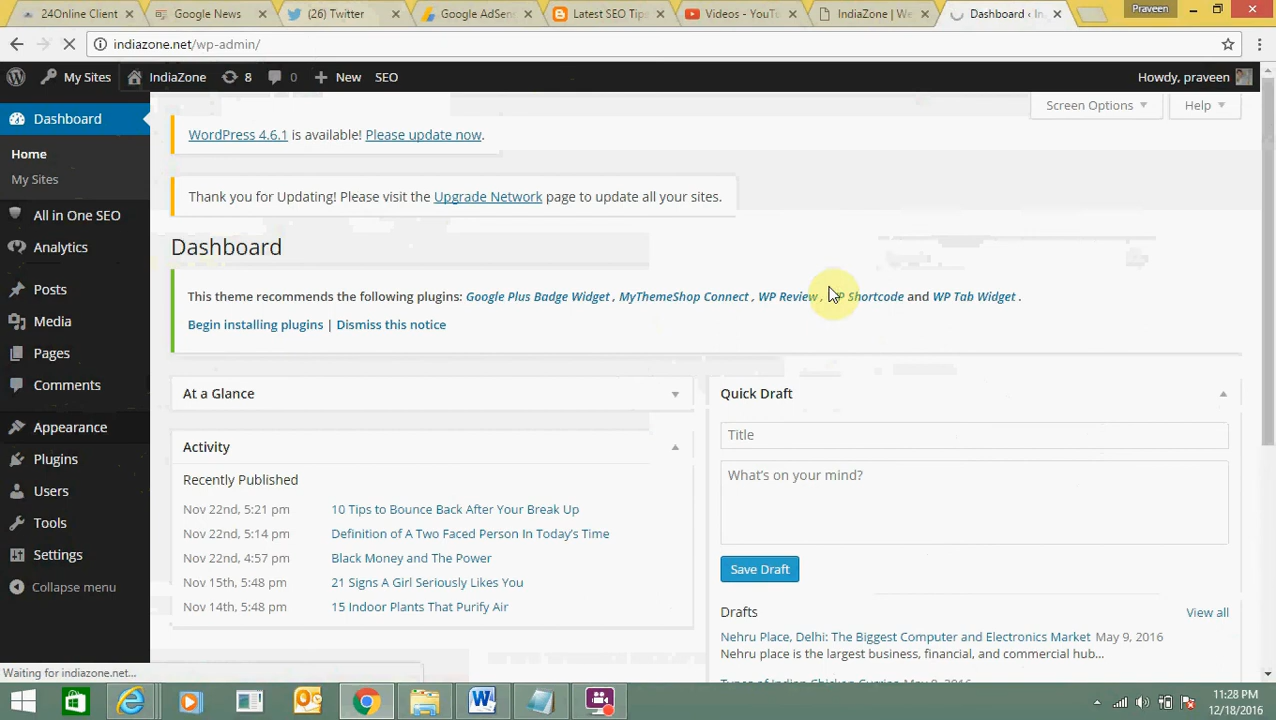 24Online Client
Google News
(26) Twitter
Google AdSen
Latest SEO Tips
Videos - YouTu
IndiaZone | We
Dashboard ‹ In
Praveen
indiazone.net/wp-admin/
My Sites
IndiaZone
8
0
New
SEO
Howdy, praveen
Dashboard
Home
My Sites
All in One SEO
Analytics
Posts
Media
Pages
Comments
Appearance
Plugins
Users
Tools
Settings
Collapse menu
Screen Options
Help
WordPress 4.6.1 is available! Please update now.
Thank you for Updating! Please visit the Upgrade Network page to update all your sites.
Dashboard
This theme recommends the following plugins: Google Plus Badge Widget , MyThemeShop Connect , WP Review , Shortcode and WP Tab Widget .
Begin installing plugins | Dismiss this notice
At a Glance
Activity
Recently Published
Nov 22nd, 5:21 pm 10 Tips to Bounce Back After Your Break Up
Nov 22nd, 5:14 pm Definition of A Two Faced Person In Today's Time
Nov 22nd, 4:57 pm Black Money and The Power
Nov 15th, 5:48 pm 21 Signs A Girl Seriously Likes You
Nov 14th, 5:48 pm 15 Indoor Plants That Purify Air
Quick Draft
Title
What's on your mind?
Save Draft
Drafts
View all
Nehru Place, Delhi: The Biggest Computer and Electronics Market May 9, 2016
Nehru place is the largest business, financial, and commercial hub...
Types of Indian Chicken Curries May 9, 2016
Waiting for indiazone.net...
11:28 PM
12/18/2016